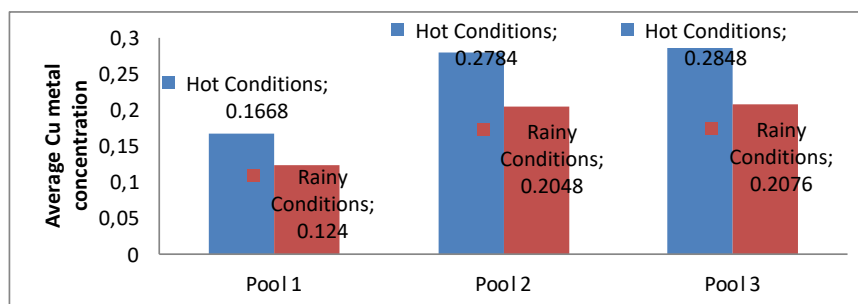 Average Cu metal
concentration
0,3
0,25
0,2
0,15
0,1
0,05
0
Hot Conditions;
0.1668
Rainy
Conditions;
0.124
Hot Conditions;
0.2784
Rainy
Conditions;
0.2048
Hot Conditions;
0.2848
Rainy
Conditions;
0.2076
Pool 1
Pool 2
Pool 3